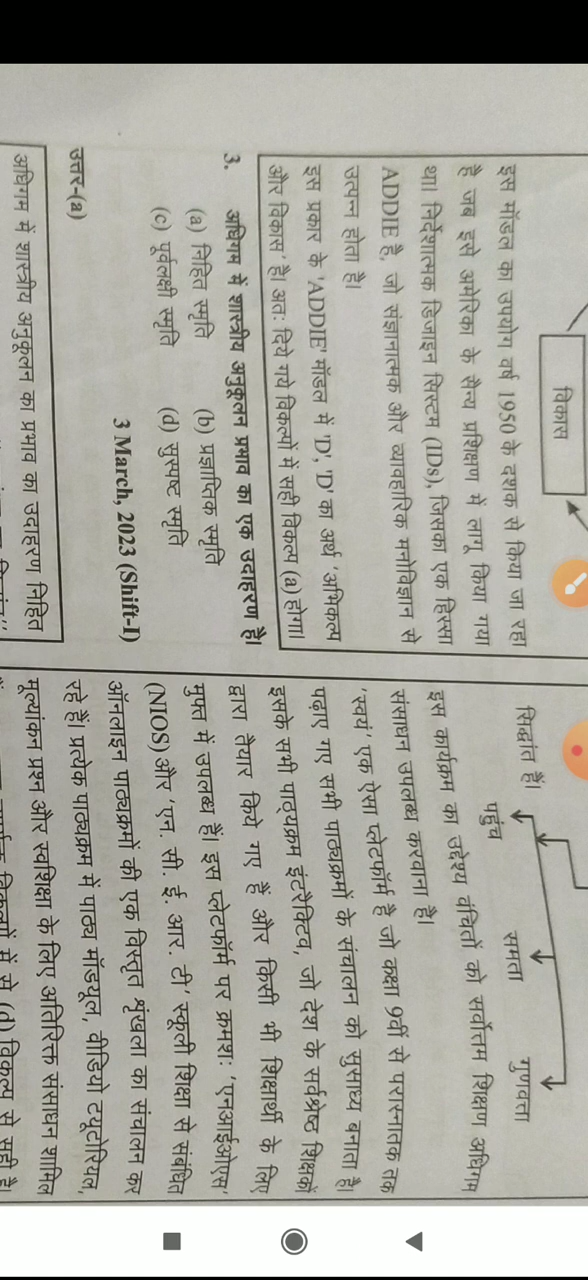 विकास
इस मॉडल का उपयोग वर्ष 1950 के दशक से किया जा रहा
है जब इसे अमेरिका के सैन्य प्रशिक्षण में लागू किया गया
था। निर्देशात्मक डिजाइन सिस्टम (IDs), जिसका एक हिस्सा
ADDIE है, जो संज्ञानात्मक और व्यावहारिक मनोविज्ञान से
उत्पन्न होता है।
इस प्रकार के 'ADDIE' मॉडल में 'D', 'D' का अर्थ 'अभिकल्प
और विकास' है। अतः दिये गये विकल्पों में सही विकल्प (a) होगा।
3. अधिगम में शास्त्रीय अनुकूलन प्रभाव का एक उदाहरण है।
(a) निहित स्मृति (b) प्रज्ञाप्तिक स्मृति
(c) पूर्वलक्षी स्मृति (d) सुस्पष्ट स्मृति
3 March, 2023 (Shift-I)
उत्तर-(a)
अधिगम में शास्त्रीय अनुकूलन का प्रभाव का उदाहरण निहित
सिद्धांत हैं।
पहुंच समता गुणवत्ता
इस कार्यक्रम का उद्देश्य वंचितों को सर्वोत्तम शिक्षण अधिगम
संसाधन उपलब्ध करवाना है।
'स्वयं' एक ऐसा प्लेटफॉर्म है जो कक्षा 9वीं से परास्नातक तक
पढ़ाए गए सभी पाठ्यक्रमों के संचालन को सुसाध्य बनाता है।
इसके सभी पाठ्यक्रम इंटरैक्टिव, जो देश के सर्वश्रेष्ठ शिक्षकों
द्वारा तैयार किये गए हैं और किसी भी शिक्षार्थी के लिए
मुफ्त में उपलब्ध हैं। इस प्लेटफॉर्म पर क्रमशः 'एनआईओएस'
(NIOS) और 'एन. सी. ई. आर. टी' स्कूली शिक्षा से संबंधित
ऑनलाइन पाठ्यक्रमों की एक विस्तृत श्रृंखला का संचालन कर
रहे हैं। प्रत्येक पाठ्यक्रम में पाठ्य मॉड्यूल, वीडियो ट्यूटोरियल,
मूल्यांकन प्रश्न और स्वशिक्षा के लिए अतिरिक्त संसाधन शामिल
विकल्पों में से (d) विकल्प से सही है।